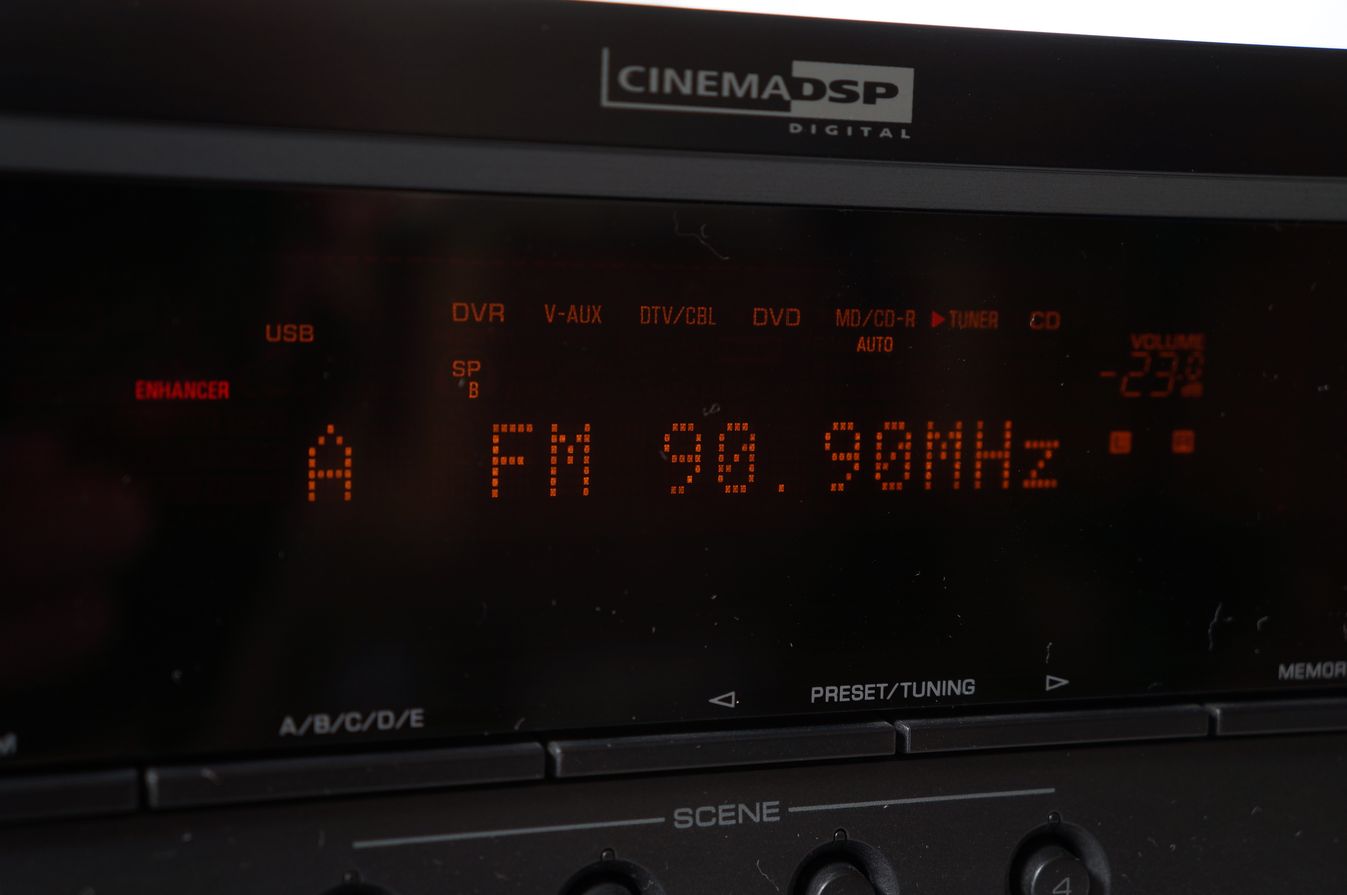 CINEMA DSP
DIGITAL
USB DVR V-AUX DTV/CBL DVD MD/CD-R TUNER CD
AUTO
VOLUME
-23.0 dB
SP
B
ENHANCER
A FM 90.90MHz
L R
A/B/C/D/E
PRESET/TUNING
SCENE
4